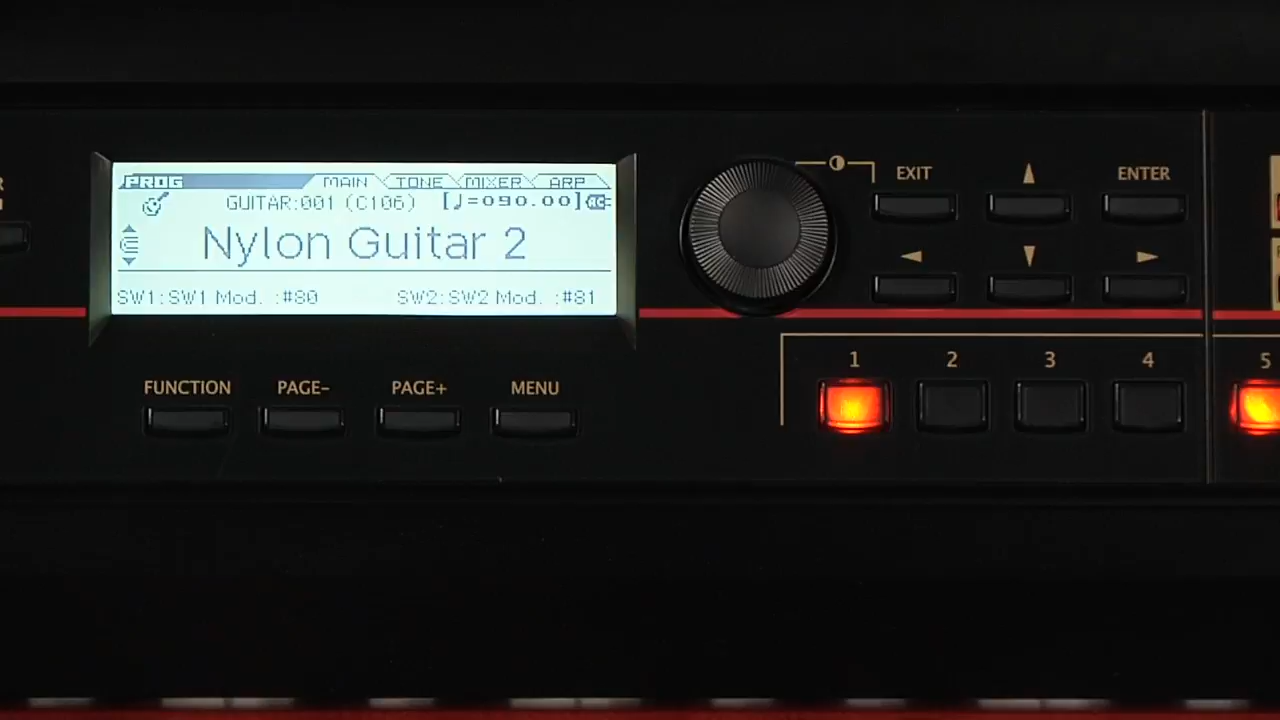 PROG MAIN TONE MIXER ARP
GUITAR:001 (C106) [♩=090.00]
Nylon Guitar 2
SW1:SW1 Mod. :#80 SW2:SW2 Mod. :#81
EXIT ▲ ENTER
◄ ▼ ►
1 2 3 4 5
FUNCTION PAGE- PAGE+ MENU